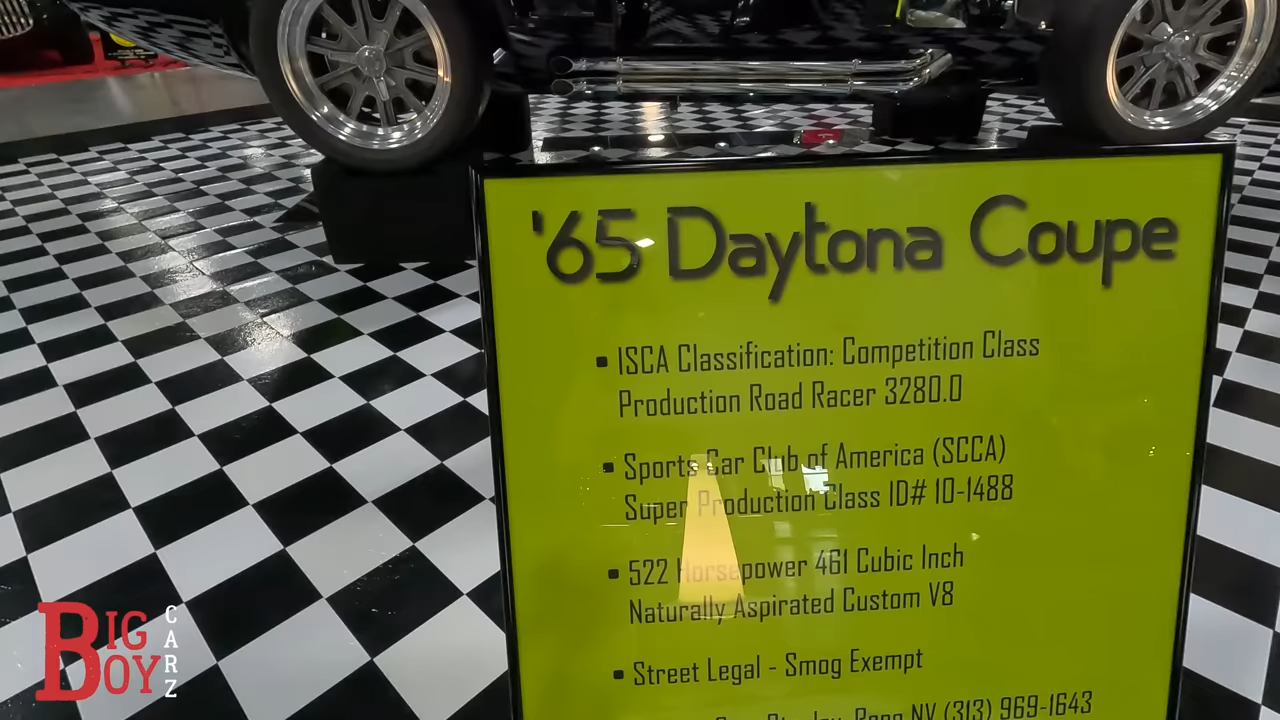 '65 Daytona Coupe
▪ ISCA Classification: Competition Class
Production Road Racer 3280.0
▪ Sports Car Club of America (SCCA)
Super Production Class ID# 10-1488
▪ 522 Horsepower 461 Cubic Inch
Naturally Aspirated Custom V8
▪ Street Legal - Smog Exempt
NV (313) 969-1643
BIG BOY CARZ